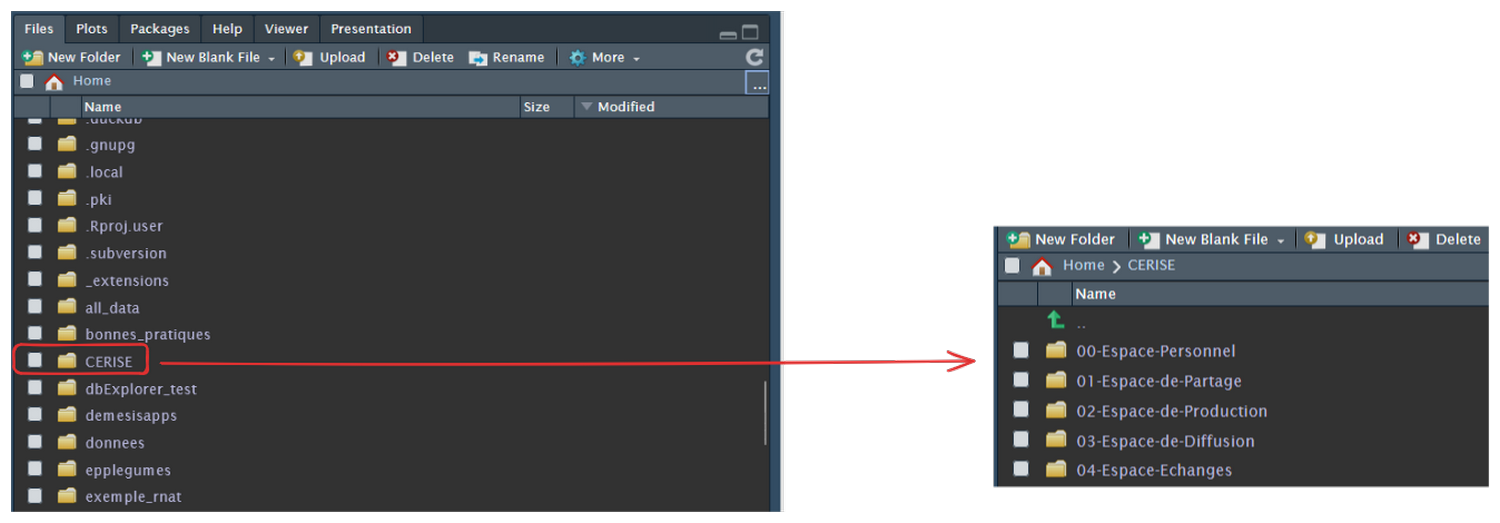 Files Plots Packages Help Viewer Presentation
New Folder New Blank File Upload Delete Rename More
Home
...
Name Size Modified
.duckdb
.gnupg
.local
.pki
.Rproj.user
.subversion
_extensions
all_data
bonnes_pratiques
CERISE
dbExplorer_test
demesisapps
donnees
epplegumes
exemple_rnat
New Folder New Blank File Upload Delete
Home CERISE
Name
..
00-Espace-Personnel
01-Espace-de-Partage
02-Espace-de-Production
03-Espace-de-Diffusion
04-Espace-Echanges